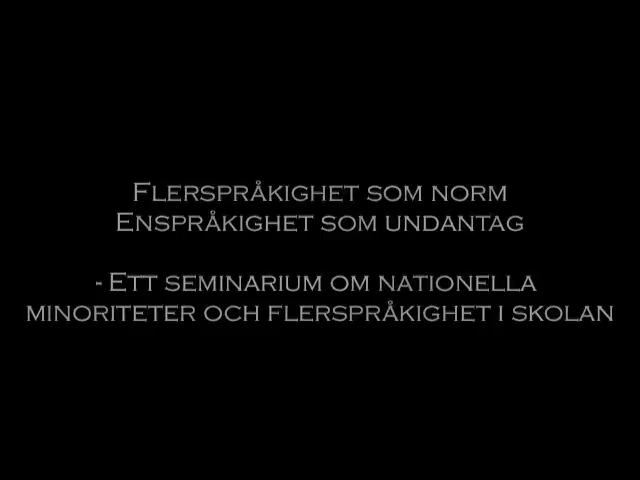 Flerspråkighet som norm
Enspråkighet som undantag
- Ett seminarium om nationella
minoriteter och flerspråkighet i skolan